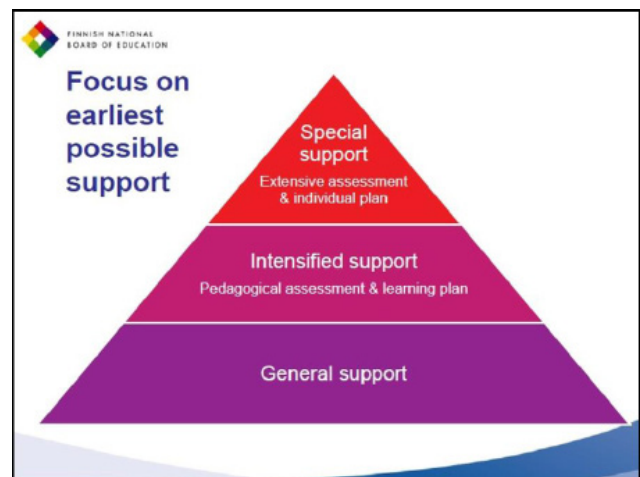 FINNISH NATIONAL
BOARD OF EDUCATION
Focus on
earliest
possible
support
Special
support
Extensive assessment
& individual plan
Intensified support
Pedagogical assessment & learning plan
General support